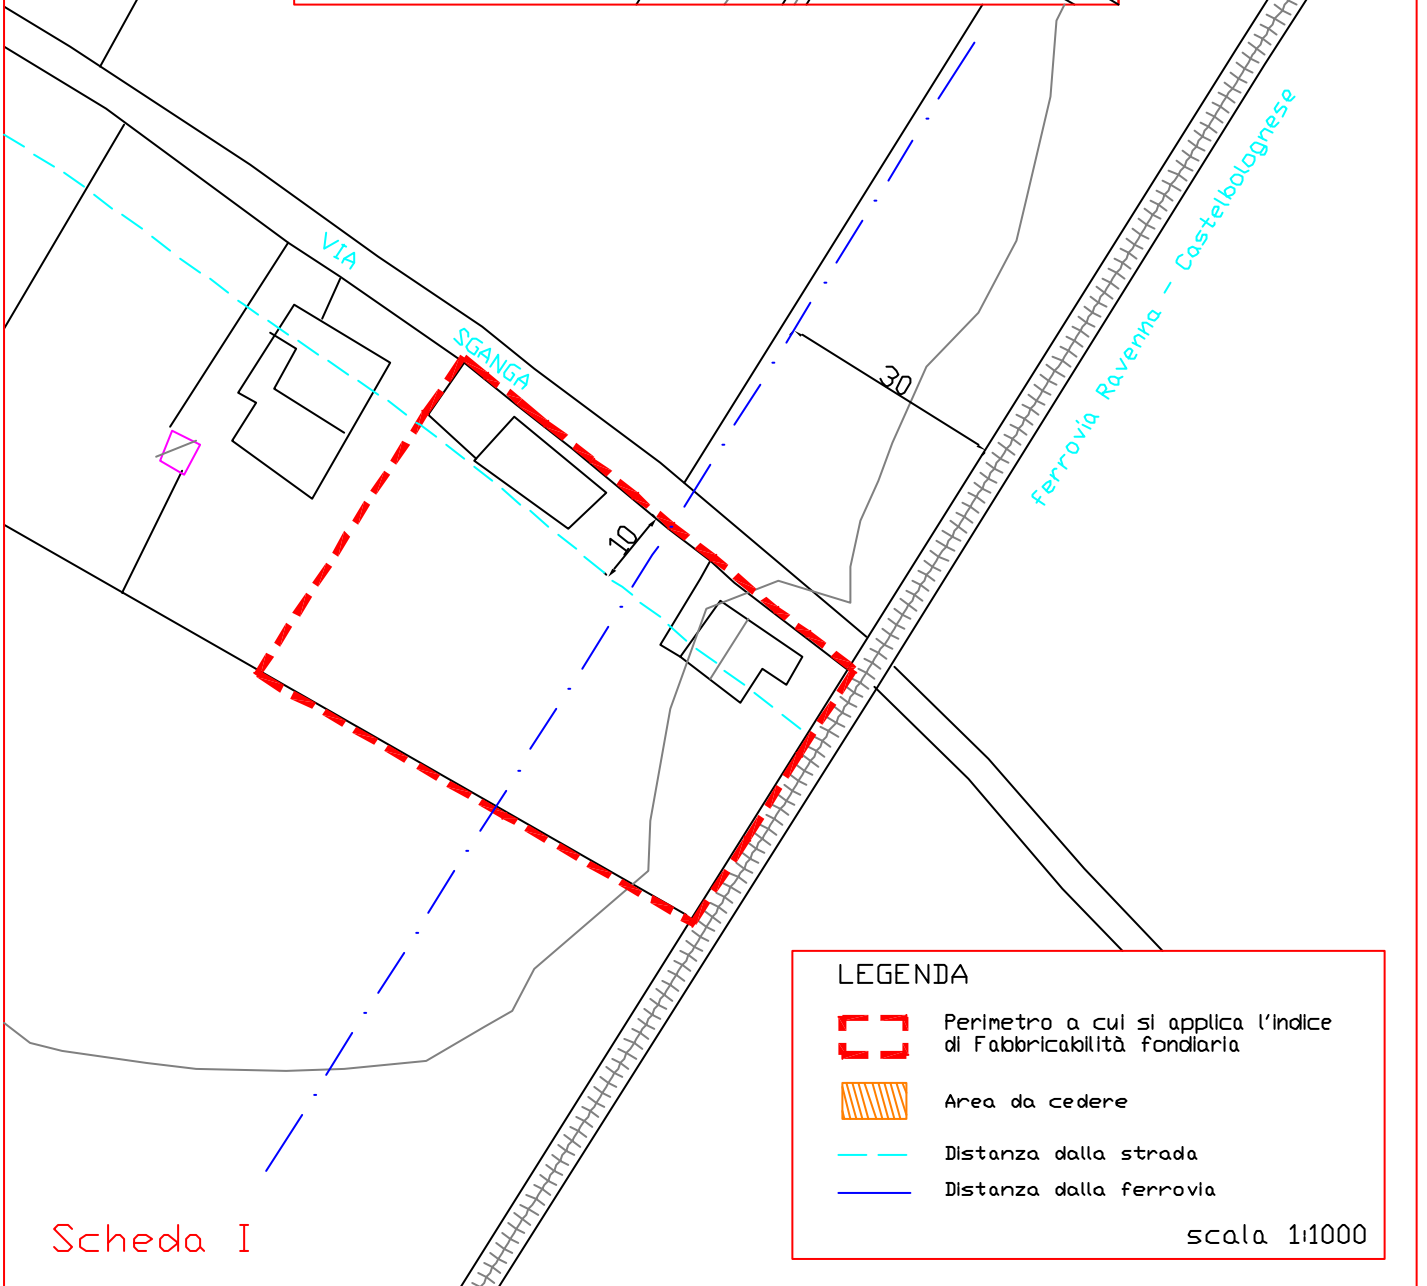 VIA
SGANGA
ferrovia Ravenna - Castelbolognese
30
10
LEGENDA
Perimetro a cui si applica l'indice
di Fabbricabilità fondiaria
Area da cedere
Distanza dalla strada
Distanza dalla ferrovia
scala 1:1000
Scheda I